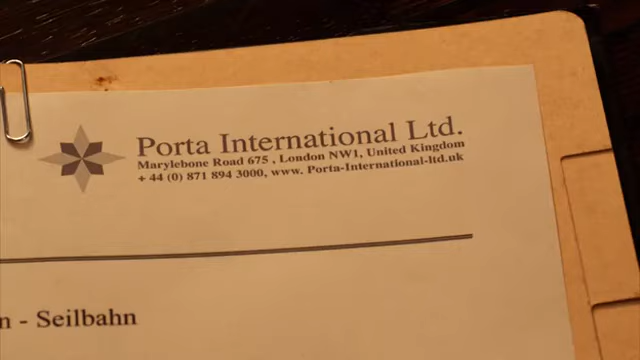 Porta International Ltd.
Marylebone Road 675 , London NW1, United Kingdom
+ 44 (0) 871 894 3000, www. Porta-International-ltd.uk
n - Seilbahn